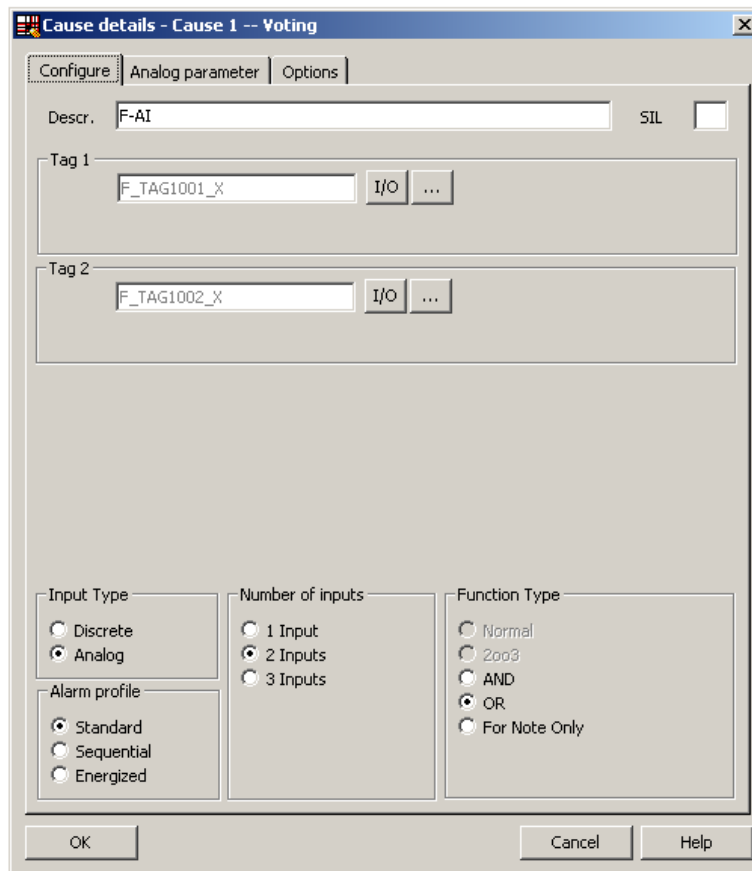 Cause details - Cause 1 -- Voting
Configure Analog parameter Options
Descr. F-AI SIL
Tag 1
F_TAG1001_X I/O ...
Tag 2
F_TAG1002_X I/O ...
Input Type
Discrete
Analog
Alarm profile
Standard
Sequential
Energized
Number of inputs
1 Input
2 Inputs
3 Inputs
Function Type
Normal
2oo3
AND
OR
For Note Only
OK Cancel Help